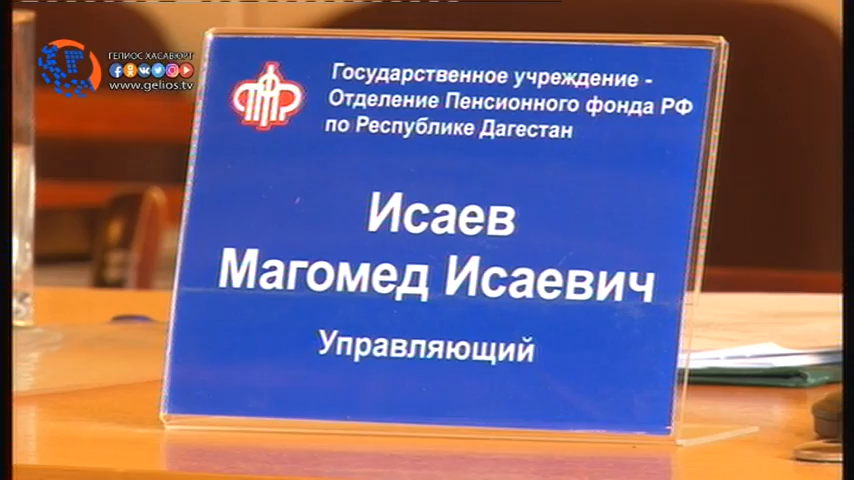 ГЕЛИОС ХАСАВЮРТ
www.gelios.tv
Государственное учреждение -
Отделение Пенсионного фонда РФ
по Республике Дагестан
Исаев
Магомед Исаевич
Управляющий